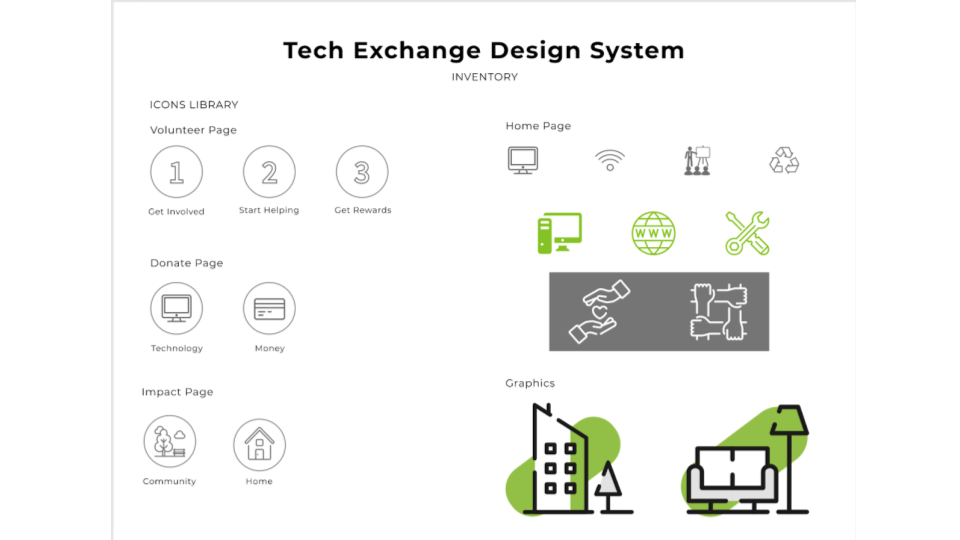 Tech Exchange Design System
INVENTORY
ICONS LIBRARY
Volunteer Page
1 2 3
Get Involved Start Helping Get Rewards
Donate Page
Technology Money
Impact Page
Community Home
Home Page
WWW
Graphics